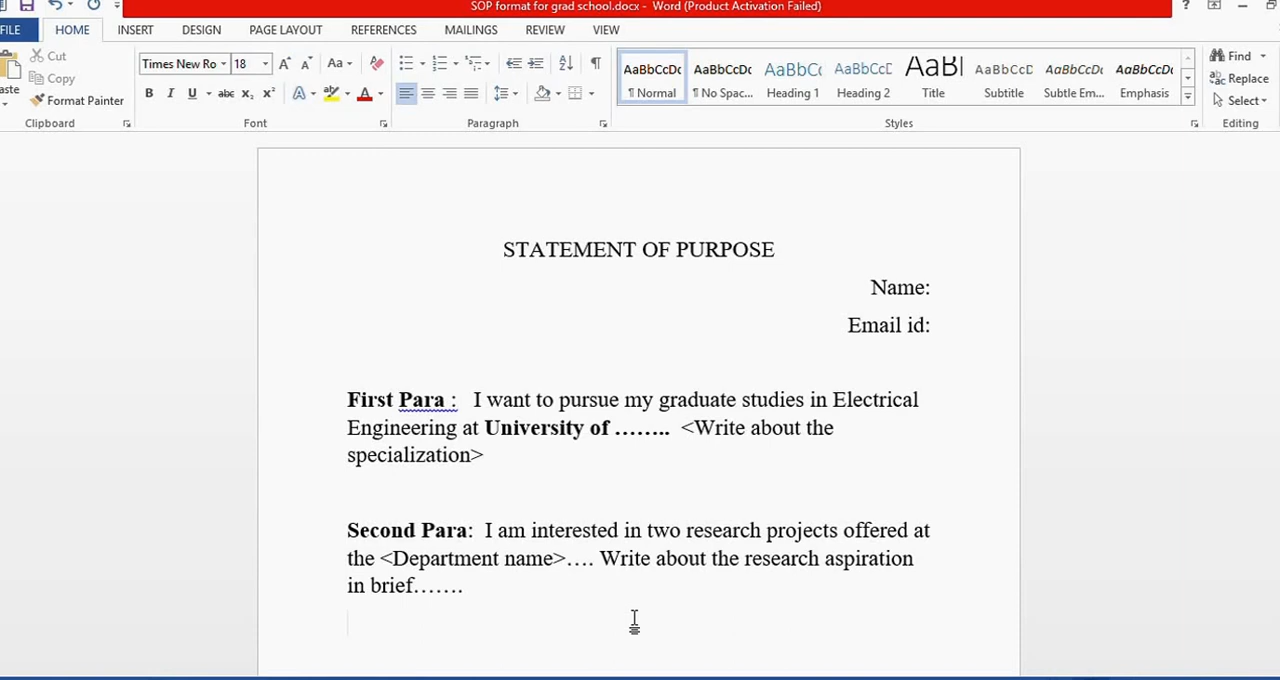 SOP format for grad school.docx - Word (Product Activation Failed)
FILE HOME INSERT DESIGN PAGE LAYOUT REFERENCES MAILINGS REVIEW VIEW
Cut
Copy
Format Painter
Clipboard
Times New Ro 18 Aa
B I U abc X₂ X² A A
Font
Paragraph
AaBbCcDc AaBbCcDc AaBbCc AaBbCcD AaBl AaBbCcD AaBbCcDc AaBbCcDc
¶ Normal ¶ No Spac... Heading 1 Heading 2 Title Subtitle Subtle Em... Emphasis
Styles
Find
Replace
Select
Editing
STATEMENT OF PURPOSE
Name:
Email id:
First Para : I want to pursue my graduate studies in Electrical
Engineering at University of …….. <Write about the
specialization>
Second Para: I am interested in two research projects offered at
the <Department name>…. Write about the research aspiration
in brief…….